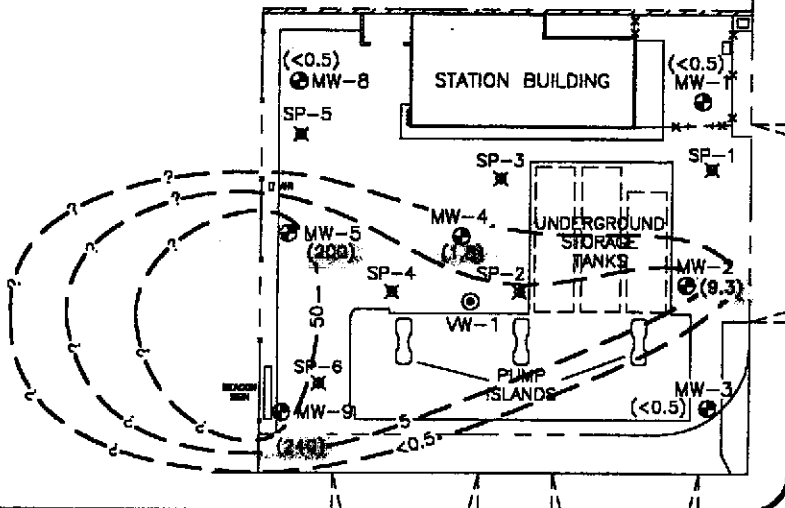 (<0.5)
MW-8
SP-5
STATION BUILDING
(<0.5)
MW-1
SP-1
SP-3
MW-4
UNDERGROUND
STORAGE
TANKS
MW-5
(200)
SP-4
SP-2
MW-2
(9.3)
VW-1
50
SP-6
PUMP
ISLANDS
MW-3
(<0.5)
MW-9
(240)
5
<0.5
?
?
?
?
?
?
?
?
?
?
?
?